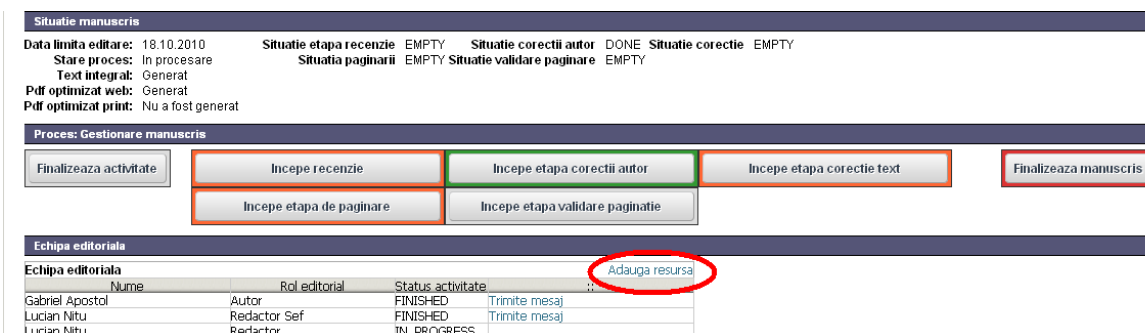 Situatie manuscris
Data limita editare: 18.10.2010 Situatie etapa recenzie EMPTY Situatie corectii autor DONE Situatie corectie EMPTY
Stare proces: In procesare Situatia paginarii EMPTY Situatie validare paginare EMPTY
Text integral: Generat
Pdf optimizat web: Generat
Pdf optimizat print: Nu a fost generat
Proces: Gestionare manuscris
Finalizeaza activitate Incepe recenzie Incepe etapa corectii autor Incepe etapa corectie text Finalizeaza manuscris
Incepe etapa de paginare Incepe etapa validare paginatie
Echipa editoriala
Echipa editoriala Adauga resursa
Nume Rol editorial Status activitate ::
Gabriel Apostol Autor FINISHED Trimite mesaj
Lucian Nitu Redactor Sef FINISHED Trimite mesaj
Lucian Nitu Redactor IN_PROGRESS